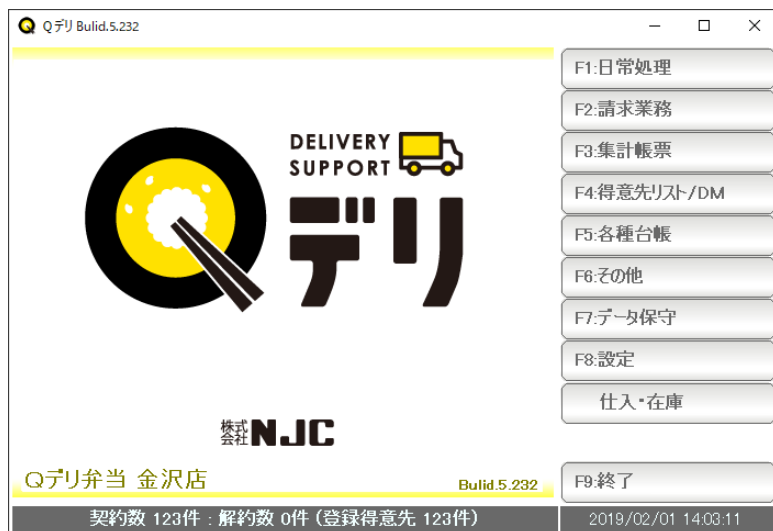 Qデリ Bulid.5.232
F1:日常処理
F2:請求業務
F3:集計帳票
F4:得意先リスト/DM
F5:各種台帳
F6:その他
F7:データ保守
F8:設定
仕入・在庫
F9:終了
DELIVERY
SUPPORT
Qデリ
株式会社NJC
Qデリ弁当 金沢店
Bulid.5.232
契約数 123件 : 解約数 0件 (登録得意先 123件)
2019/02/01 14:03:11